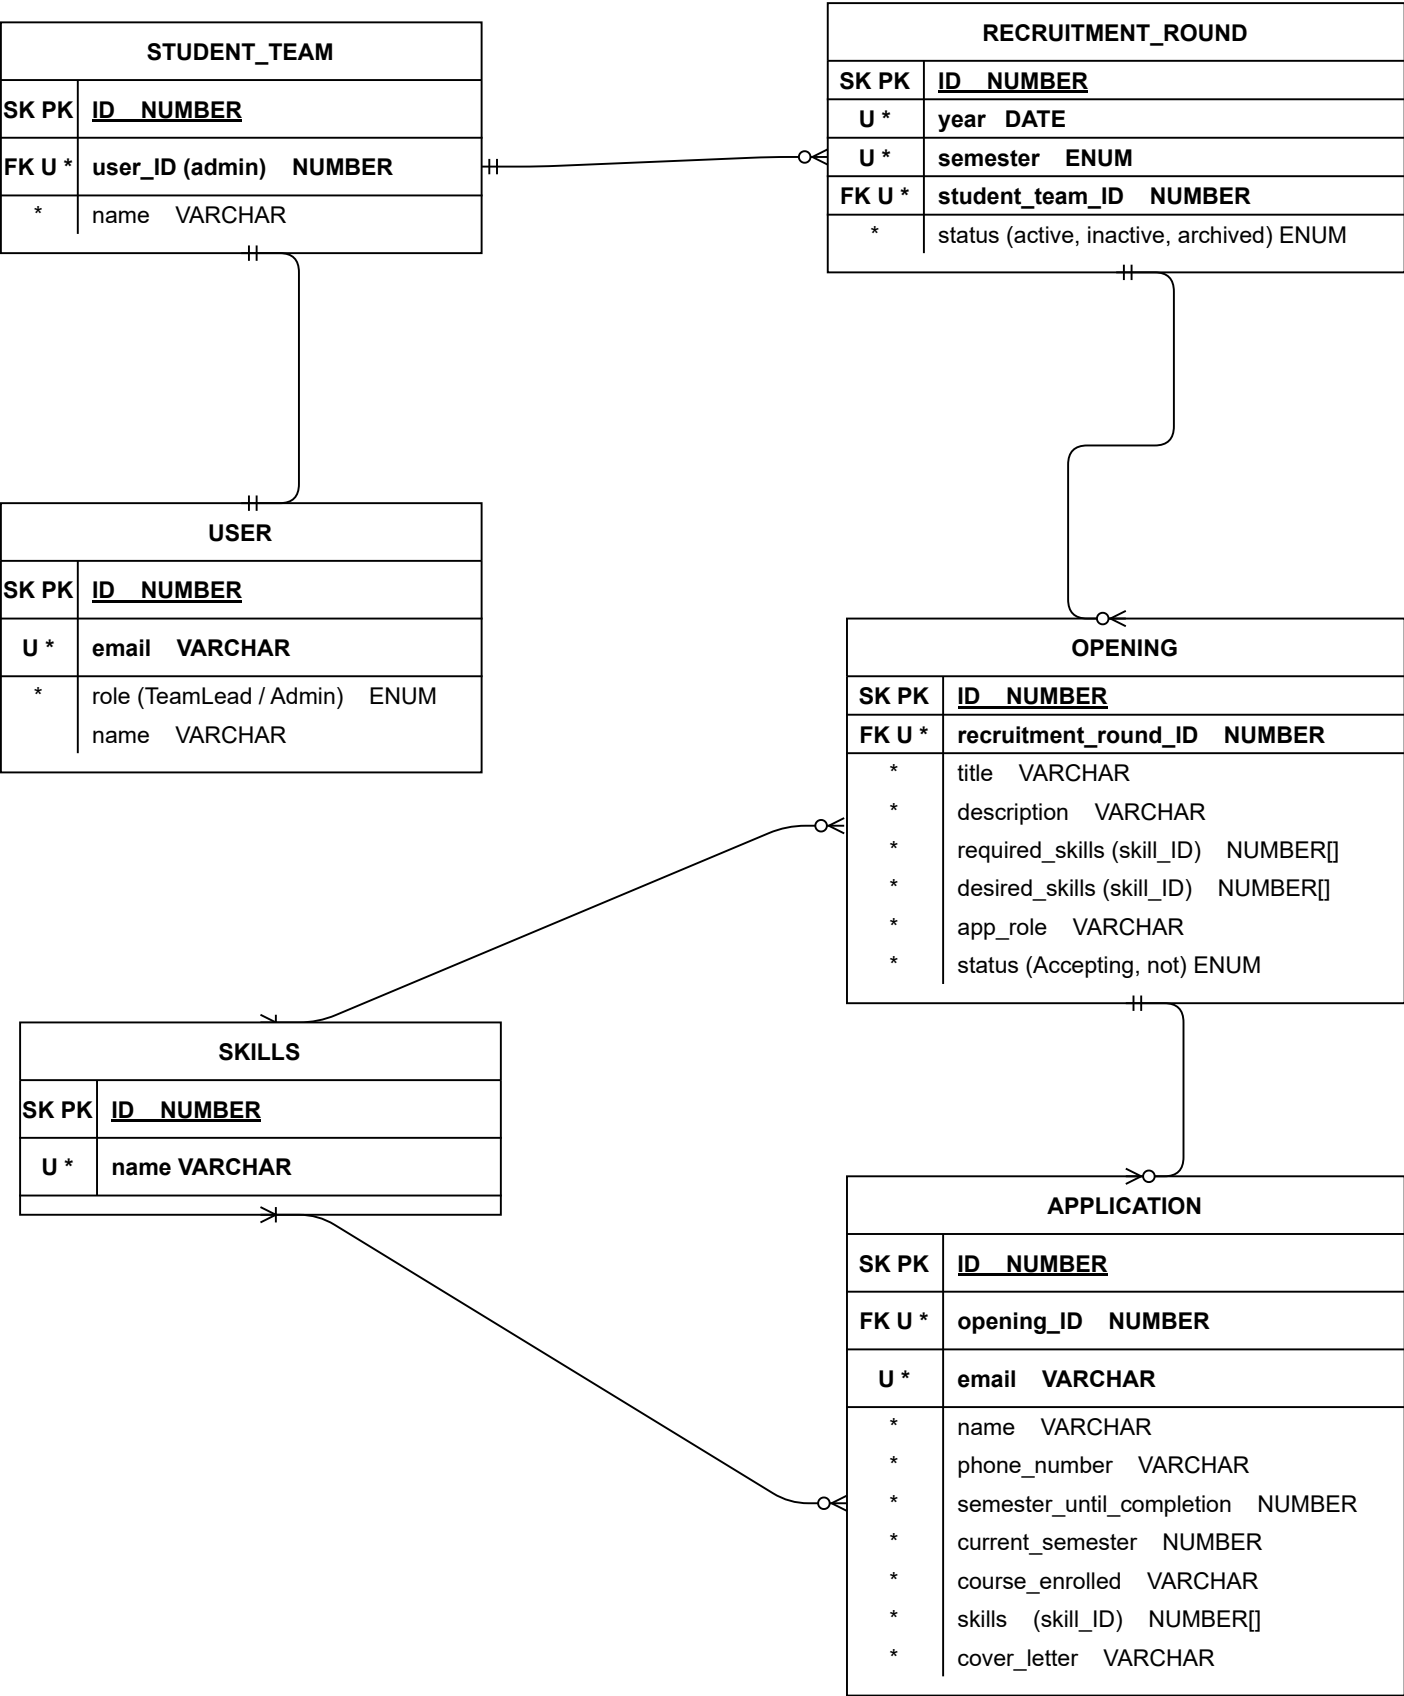 STUDENT_TEAM
SK PK ID NUMBER
FK U * user_ID (admin) NUMBER
* name VARCHAR
RECRUITMENT_ROUND
SK PK ID NUMBER
U * year DATE
U * semester ENUM
FK U * student_team_ID NUMBER
* status (active, inactive, archived) ENUM
USER
SK PK ID NUMBER
U * email VARCHAR
* role (TeamLead / Admin) ENUM
name VARCHAR
OPENING
SK PK ID NUMBER
FK U * recruitment_round_ID NUMBER
* title VARCHAR
* description VARCHAR
* required_skills (skill_ID) NUMBER[]
* desired_skills (skill_ID) NUMBER[]
* app_role VARCHAR
* status (Accepting, not) ENUM
SKILLS
SK PK ID NUMBER
U * name VARCHAR
APPLICATION
SK PK ID NUMBER
FK U * opening_ID NUMBER
U * email VARCHAR
* name VARCHAR
* phone_number VARCHAR
* semester_until_completion NUMBER
* current_semester NUMBER
* course_enrolled VARCHAR
* skills (skill_ID) NUMBER[]
* cover_letter VARCHAR